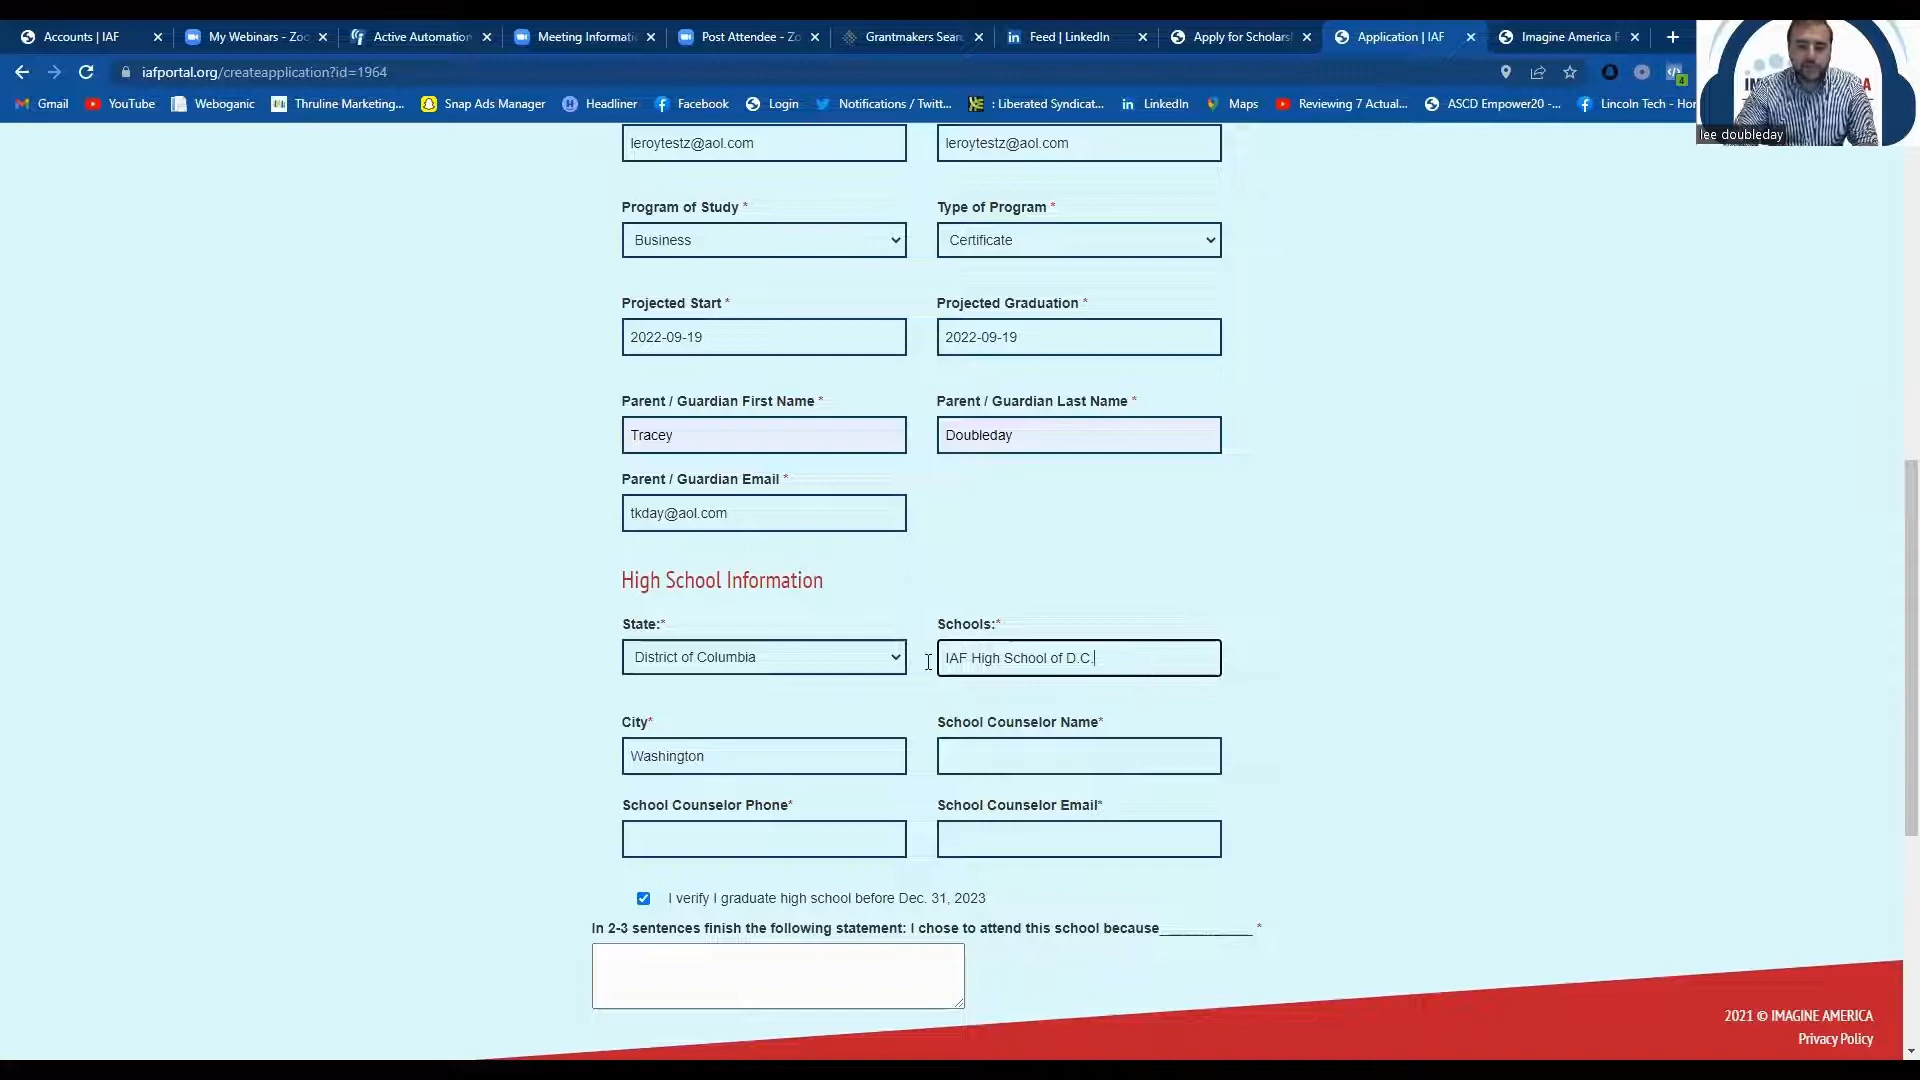 Accounts | IAF
My Webinars - Zoo
Active Automation
Meeting Informati
Post Attendee - Zo
Grantmakers Sear
Feed | LinkedIn
Apply for Scholars
Application | IAF
Imagine America F
iafportal.org/createapplication?id=1964
4
Gmail
YouTube
Weboganic
Thruline Marketing...
Snap Ads Manager
Headliner
Facebook
Login
Notifications / Twitt...
: Liberated Syndicat...
LinkedIn
Maps
Reviewing 7 Actual...
ASCD Empower20 -...
Lincoln Tech - Hor
lee doubleday
leroytestz@aol.com
leroytestz@aol.com
Program of Study *
Type of Program *
Business
Certificate
Projected Start *
Projected Graduation *
2022-09-19
2022-09-19
Parent / Guardian First Name *
Parent / Guardian Last Name *
Tracey
Doubleday
Parent / Guardian Email *
tkday@aol.com
High School Information
State:*
Schools:*
District of Columbia
IAF High School of D.C.
City*
School Counselor Name*
Washington
School Counselor Phone*
School Counselor Email*
I verify I graduate high school before Dec. 31, 2023
In 2-3 sentences finish the following statement: I chose to attend this school because____________ *
2021 © IMAGINE AMERICA
Privacy Policy